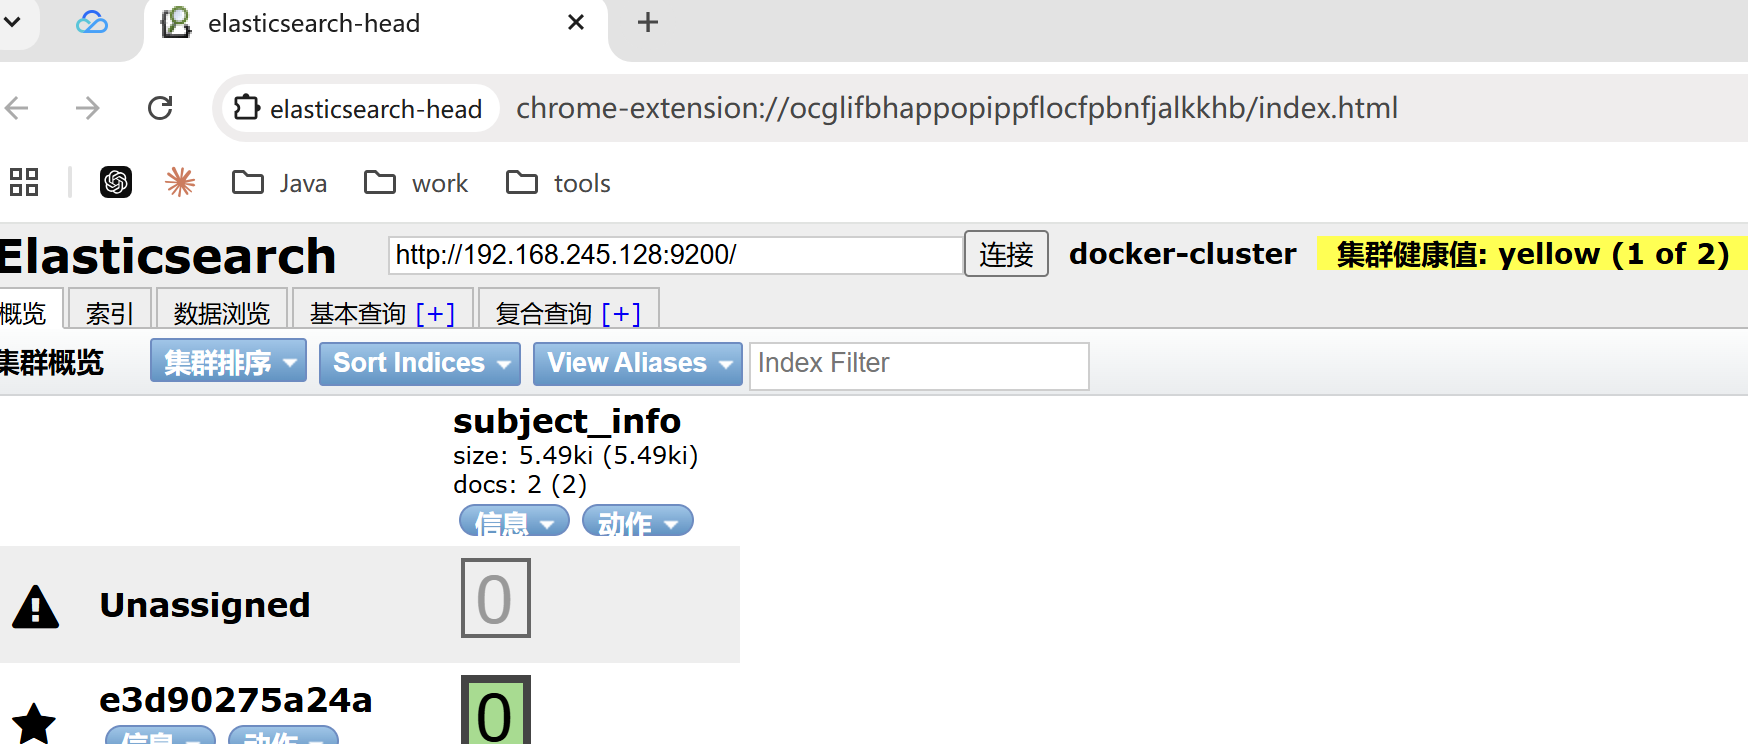 elasticsearch-head
elasticsearch-head chrome-extension://ocglifbhappopippflocfpbnfjalkkhb/index.html
Java work tools
Elasticsearch http://192.168.245.128:9200/ 连接 docker-cluster 集群健康值: yellow (1 of 2)
概览 索引 数据浏览 基本查询 [+] 复合查询 [+]
集群概览 集群排序 Sort Indices View Aliases Index Filter
subject_info
size: 5.49ki (5.49ki)
docs: 2 (2)
信息 动作
Unassigned 0
e3d90275a24a 0
信息 动作